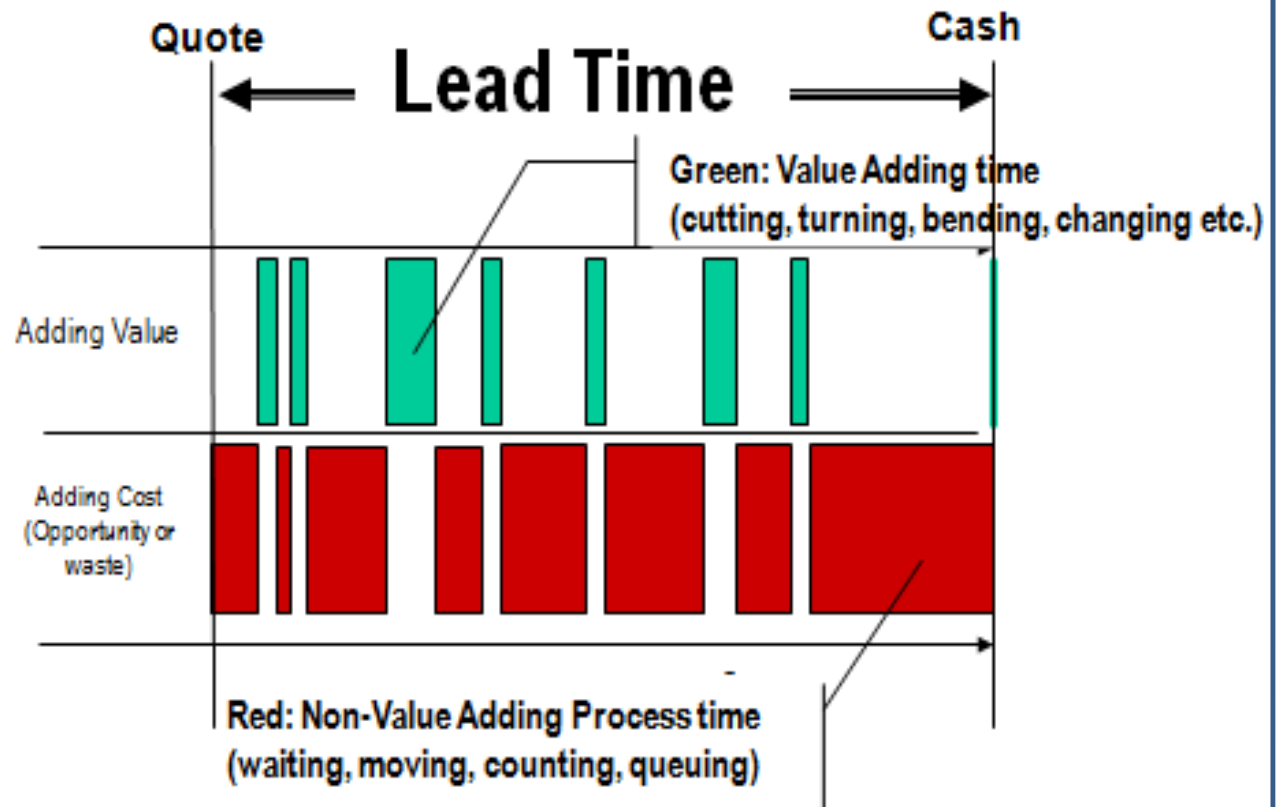 Quote
Cash
Lead Time
Green: Value Adding time
(cutting, turning, bending, changing etc.)
Adding Value
Adding Cost
(Opportunity or
waste)
Red: Non-Value Adding Process time
(waiting, moving, counting, queuing)